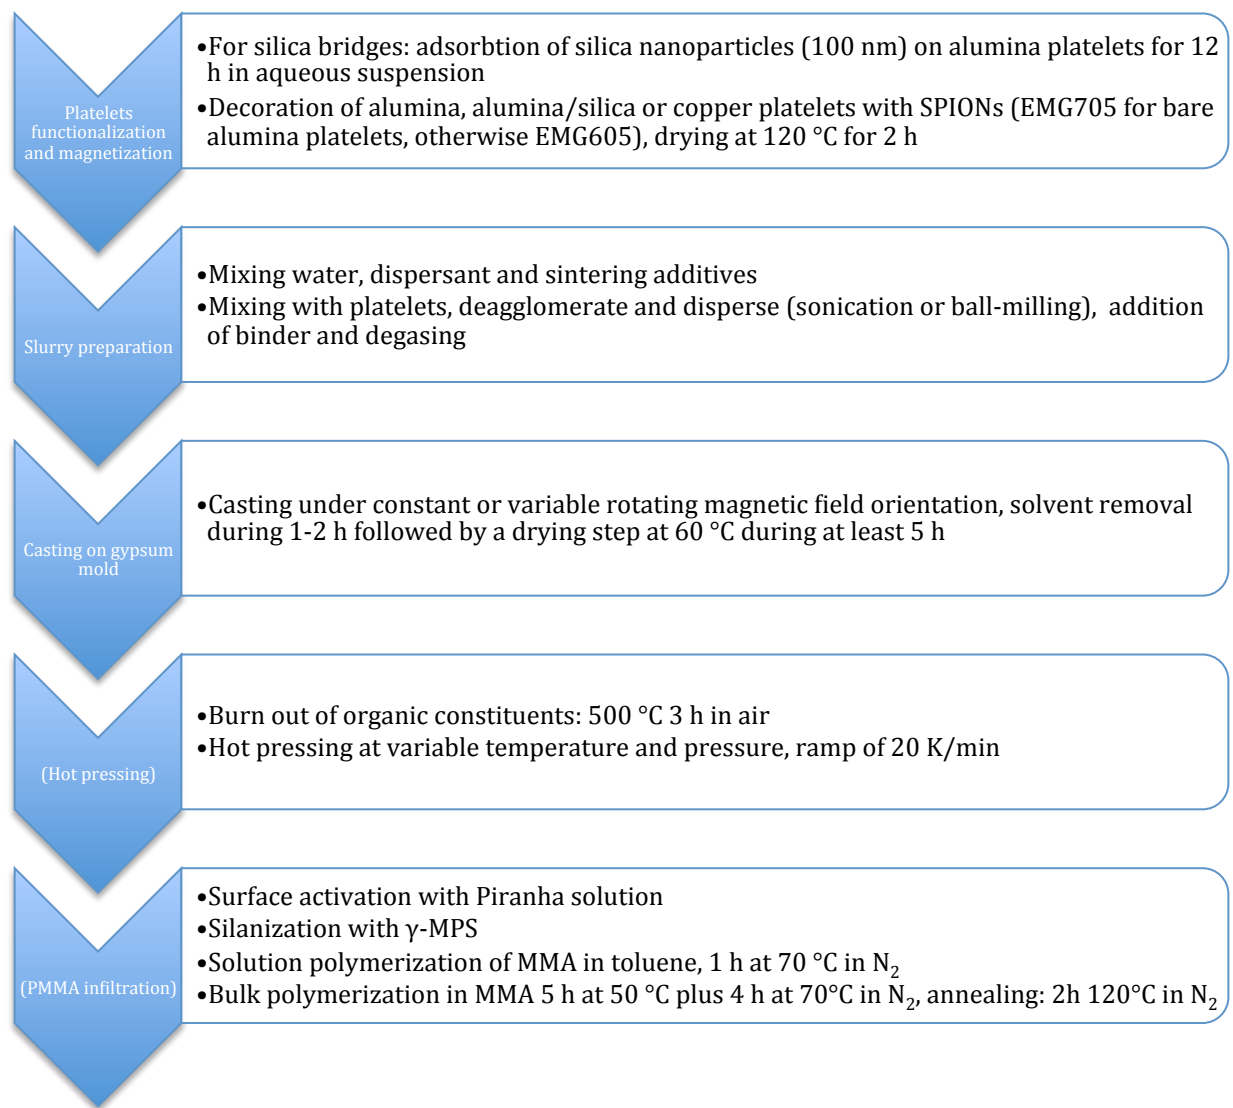 Platelets
functionalization
and magnetization
•For silica bridges: adsorbtion of silica nanoparticles (100 nm) on alumina platelets for 12
h in aqueous suspension
•Decoration of alumina, alumina/silica or copper platelets with SPIONs (EMG705 for bare
alumina platelets, otherwise EMG605), drying at 120 °C for 2 h
Slurry preparation
•Mixing water, dispersant and sintering additives
•Mixing with platelets, deagglomerate and disperse (sonication or ball-milling), addition
of binder and degasing
Casting on gypsum
mold
•Casting under constant or variable rotating magnetic field orientation, solvent removal
during 1-2 h followed by a drying step at 60 °C during at least 5 h
(Hot pressing)
•Burn out of organic constituents: 500 °C 3 h in air
•Hot pressing at variable temperature and pressure, ramp of 20 K/min
(PMMA infiltration)
•Surface activation with Piranha solution
•Silanization with γ-MPS
•Solution polymerization of MMA in toluene, 1 h at 70 °C in N₂
•Bulk polymerization in MMA 5 h at 50 °C plus 4 h at 70°C in N₂, annealing: 2h 120°C in N₂